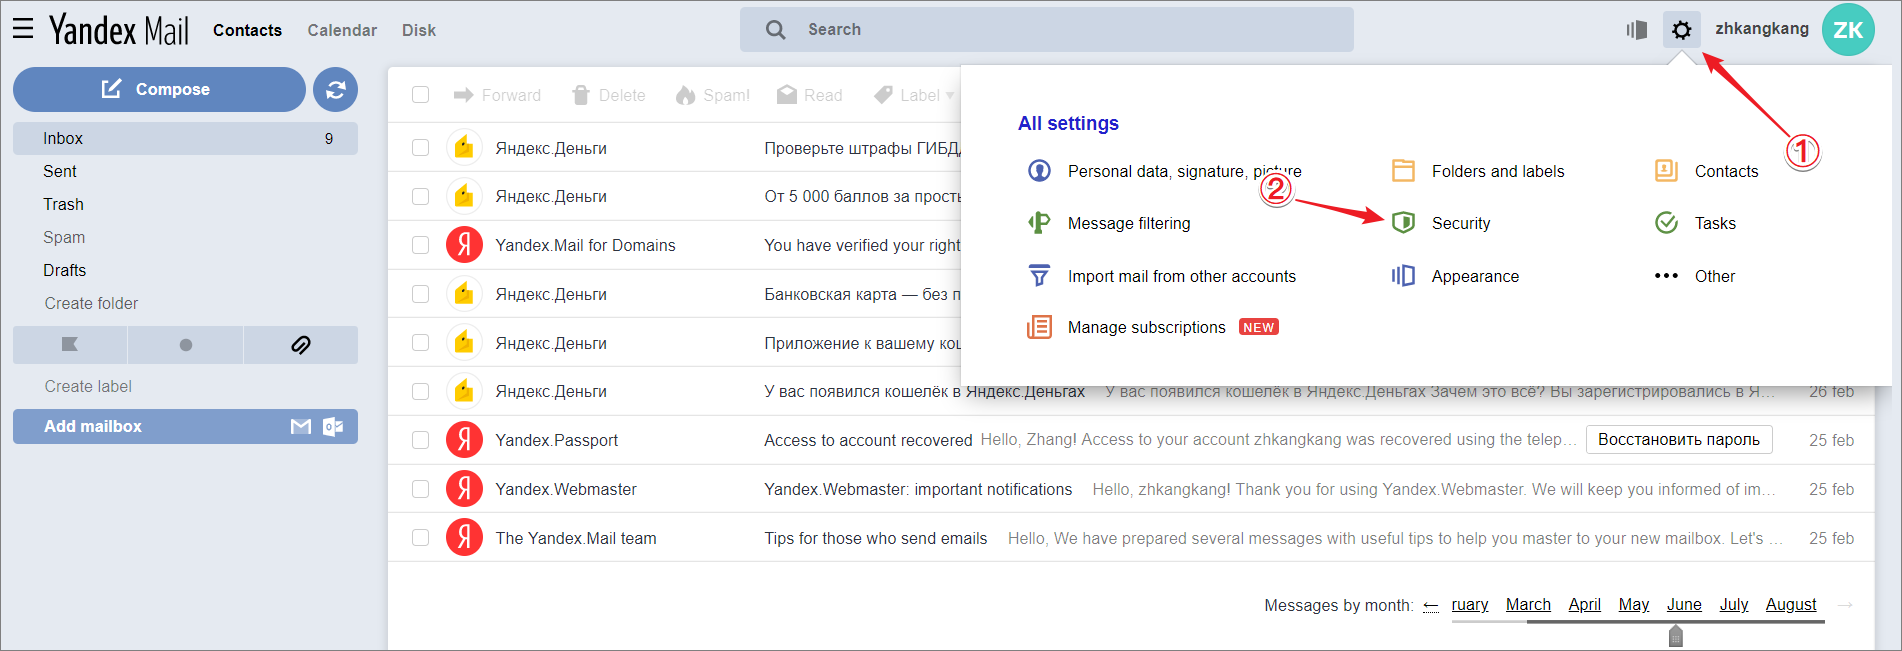 Yandex Mail Contacts Calendar Disk
Search
zhkangkang ZK
Compose
Inbox 9
Sent
Trash
Spam
Drafts
Create folder
Create label
Add mailbox
Forward Delete Spam! Read Label
Яндекс.Деньги Проверьте штрафы ГИБД
Яндекс.Деньги От 5 000 баллов за прость
Я Yandex.Mail for Domains You have verified your right
Яндекс.Деньги Банковская карта — без п
Яндекс.Деньги Приложение к вашему кош
Яндекс.Деньги У вас появился кошелёк в Яндекс.Деньгах У вас появился кошелёк в Яндекс.Деньгах Зачем это всё? Вы зарегистрировались в Я... 26 feb
Я Yandex.Passport Access to account recovered Hello, Zhang! Access to your account zhkangkang was recovered using the telep... Восстановить пароль 25 feb
Я Yandex.Webmaster Yandex.Webmaster: important notifications Hello, zhkangkang! Thank you for using Yandex.Webmaster. We will keep you informed of im... 25 feb
Я The Yandex.Mail team Tips for those who send emails Hello, We have prepared several messages with useful tips to help you master to your new mailbox. Let's ... 25 feb
Messages by month: ← ruary March April May June July August →
All settings
①
Personal data, signature, picture Folders and labels Contacts
②
Message filtering Security Tasks
Import mail from other accounts Appearance Other
Manage subscriptions NEW